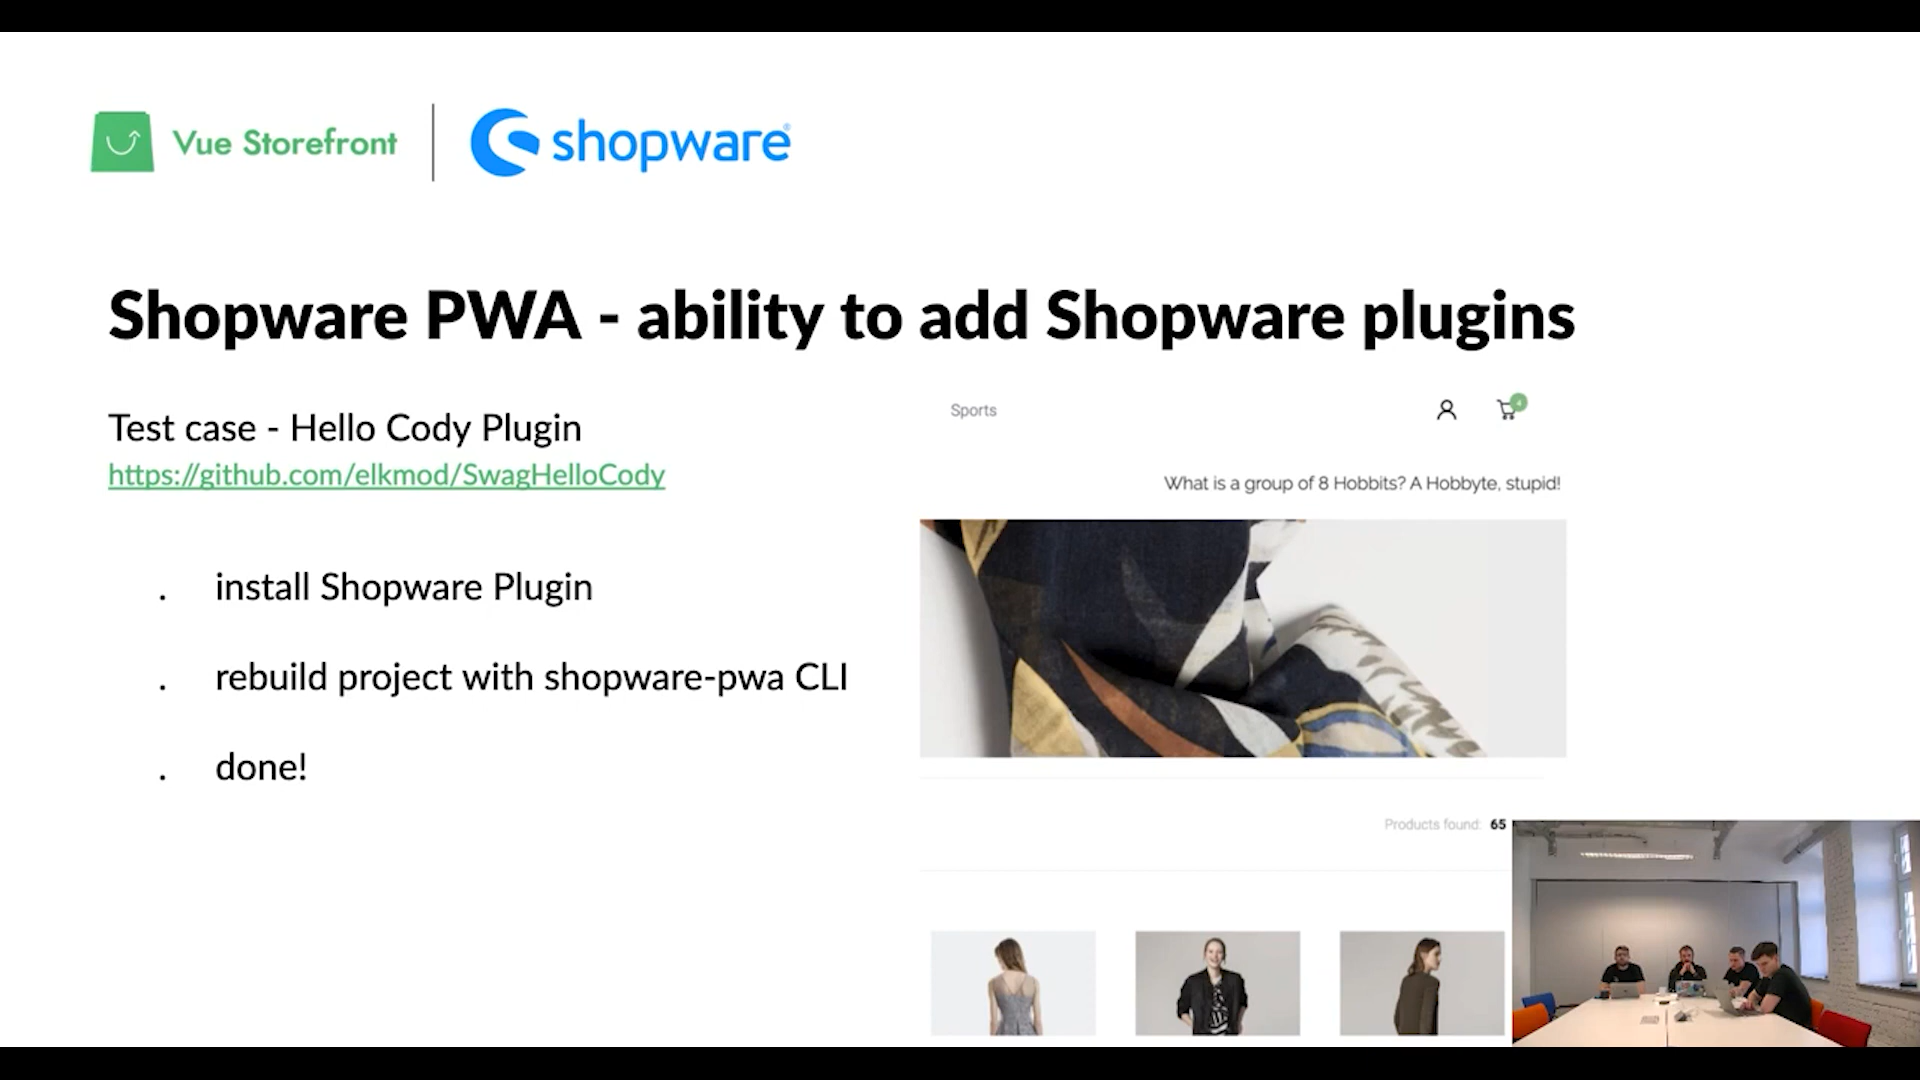 Vue Storefront
shopware
Shopware PWA - ability to add Shopware plugins
Test case - Hello Cody Plugin
https://github.com/elkmod/SwagHelloCody
. install Shopware Plugin
. rebuild project with shopware-pwa CLI
. done!
Sports
4
What is a group of 8 Hobbits? A Hobbyte, stupid!
Products found: 65